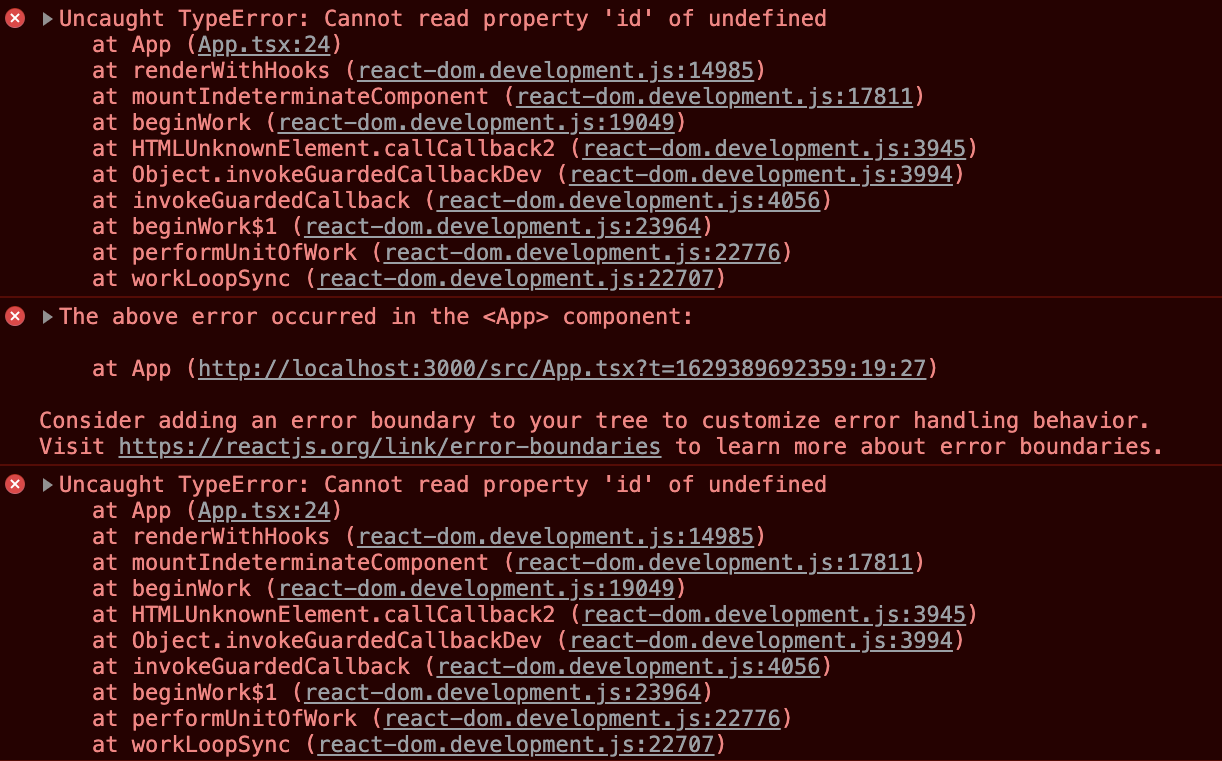 Uncaught TypeError: Cannot read property 'id' of undefined
at App (App.tsx:24)
at renderWithHooks (react-dom.development.js:14985)
at mountIndeterminateComponent (react-dom.development.js:17811)
at beginWork (react-dom.development.js:19049)
at HTMLUnknownElement.callCallback2 (react-dom.development.js:3945)
at Object.invokeGuardedCallbackDev (react-dom.development.js:3994)
at invokeGuardedCallback (react-dom.development.js:4056)
at beginWork$1 (react-dom.development.js:23964)
at performUnitOfWork (react-dom.development.js:22776)
at workLoopSync (react-dom.development.js:22707)
The above error occurred in the <App> component:
at App (http://localhost:3000/src/App.tsx?t=1629389692359:19:27)
Consider adding an error boundary to your tree to customize error handling behavior.
Visit https://reactjs.org/link/error-boundaries to learn more about error boundaries.
Uncaught TypeError: Cannot read property 'id' of undefined
at App (App.tsx:24)
at renderWithHooks (react-dom.development.js:14985)
at mountIndeterminateComponent (react-dom.development.js:17811)
at beginWork (react-dom.development.js:19049)
at HTMLUnknownElement.callCallback2 (react-dom.development.js:3945)
at Object.invokeGuardedCallbackDev (react-dom.development.js:3994)
at invokeGuardedCallback (react-dom.development.js:4056)
at beginWork$1 (react-dom.development.js:23964)
at performUnitOfWork (react-dom.development.js:22776)
at workLoopSync (react-dom.development.js:22707)